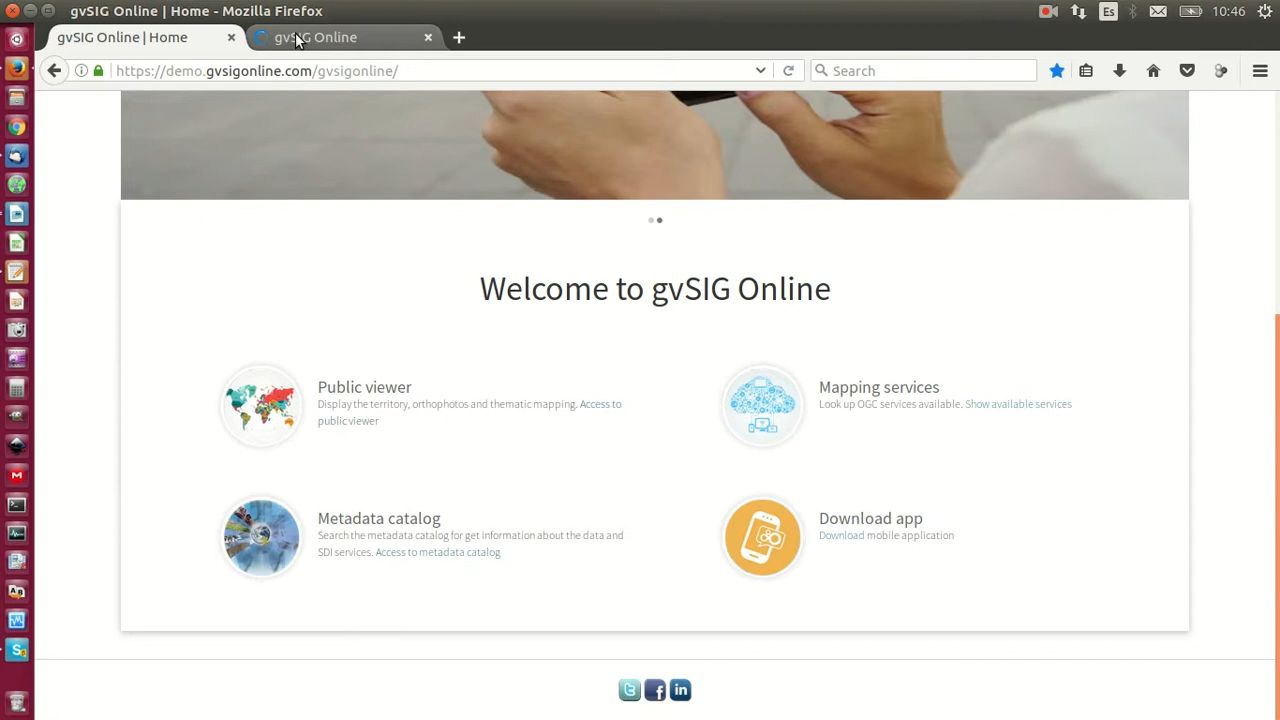 gvSIG Online | Home - Mozilla Firefox
Es
10:46
gvSIG Online | Home
gvSIG Online
https://demo.gvsigonline.com/gvsigonline/
Search
Welcome to gvSIG Online
Public viewer
Display the territory, orthophotos and thematic mapping. Access to
public viewer
Mapping services
Look up OGC services available. Show available services
Metadata catalog
Search the metadata catalog for get information about the data and
SDI services. Access to metadata catalog
Download app
Download mobile application